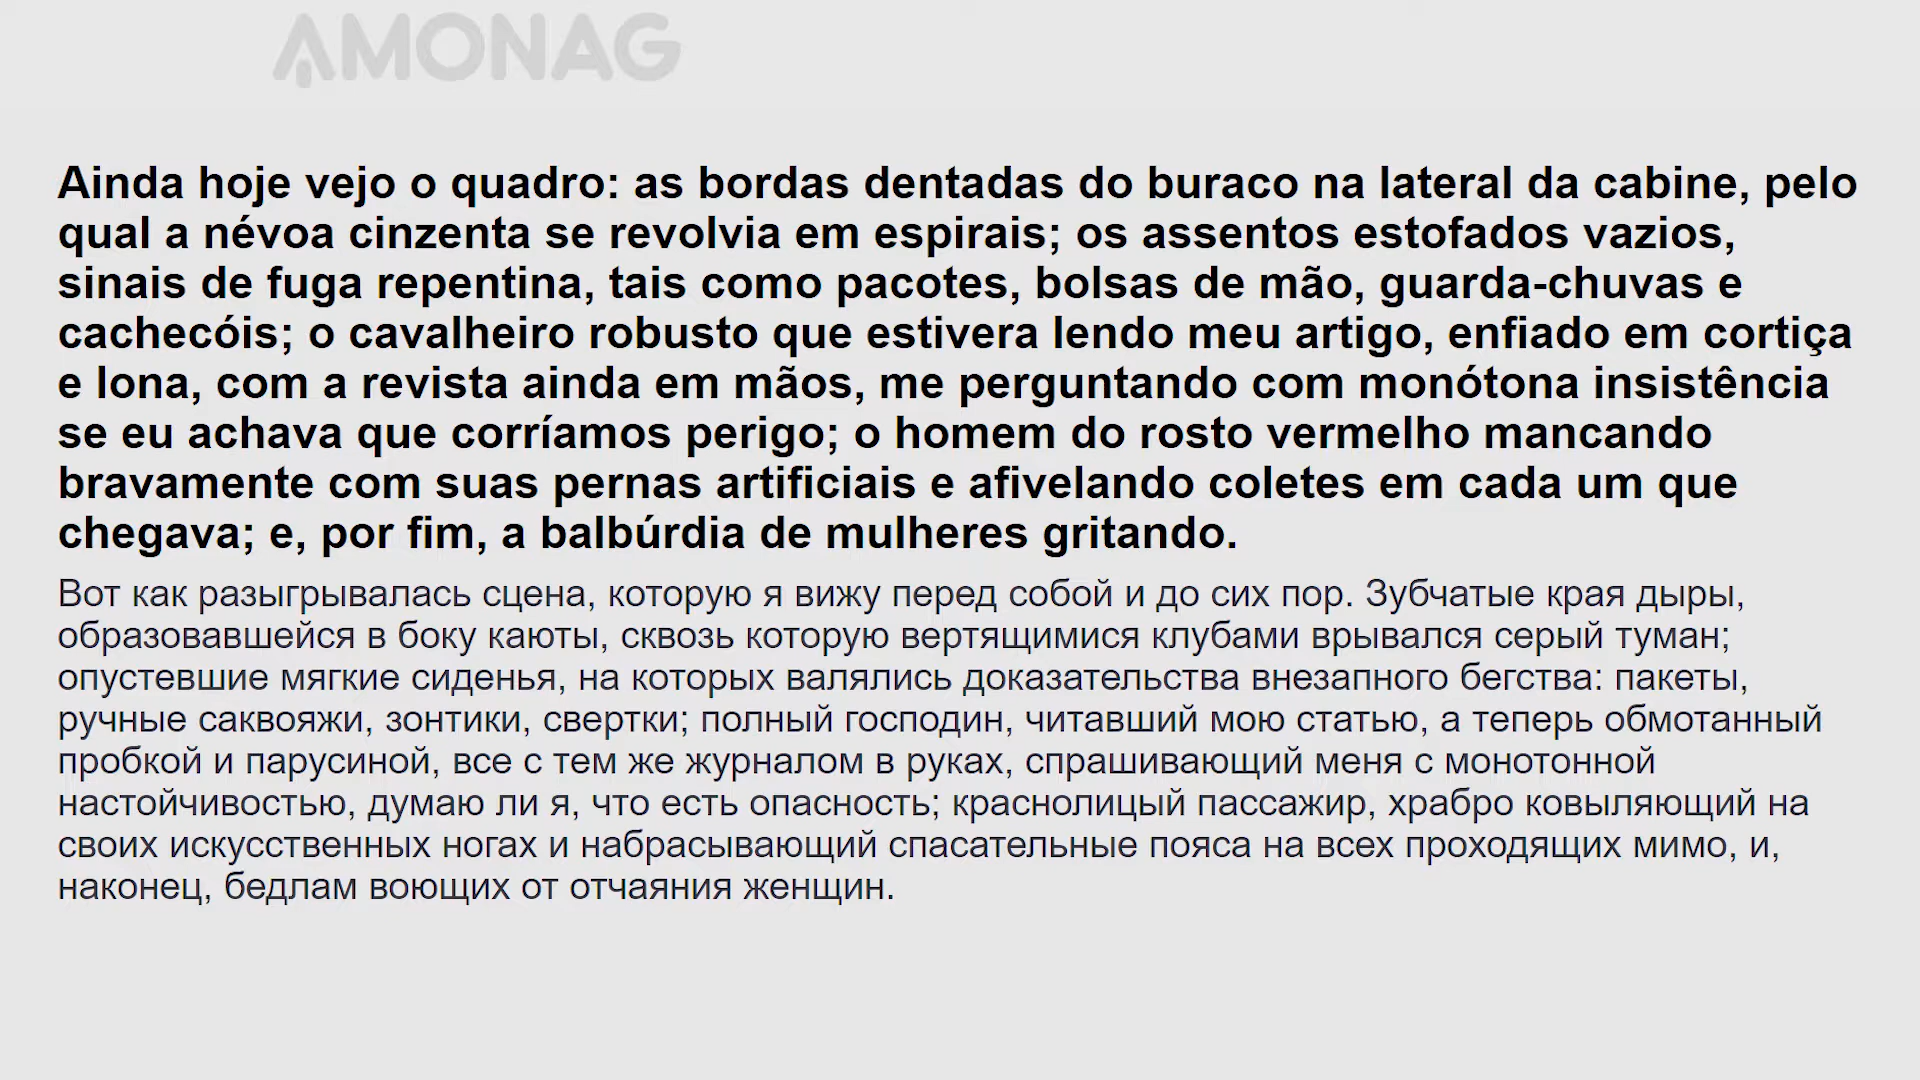 AMONAG
Ainda hoje vejo o quadro: as bordas dentadas do buraco na lateral da cabine, pelo
qual a névoa cinzenta se revolvia em espirais; os assentos estofados vazios,
sinais de fuga repentina, tais como pacotes, bolsas de mão, guarda-chuvas e
cachecóis; o cavalheiro robusto que estivera lendo meu artigo, enfiado em cortiça
e lona, com a revista ainda em mãos, me perguntando com monótona insistência
se eu achava que corríamos perigo; o homem do rosto vermelho mancando
bravamente com suas pernas artificiais e afivelando coletes em cada um que
chegava; e, por fim, a balbúrdia de mulheres gritando.
Вот как разыгрывалась сцена, которую я вижу перед собой и до сих пор. Зубчатые края дыры,
образовавшейся в боку каюты, сквозь которую вертящимися клубами врывался серый туман;
опустевшие мягкие сиденья, на которых валялись доказательства внезапного бегства: пакеты,
ручные саквояжи, зонтики, свертки; полный господин, читавший мою статью, а теперь обмотанный
пробкой и парусиной, все с тем же журналом в руках, спрашивающий меня с монотонной
настойчивостью, думаю ли я, что есть опасность; краснолицый пассажир, храбро ковыляющий на
своих искусственных ногах и набрасывающий спасательные пояса на всех проходящих мимо, и,
наконец, бедлам воющих от отчаяния женщин.